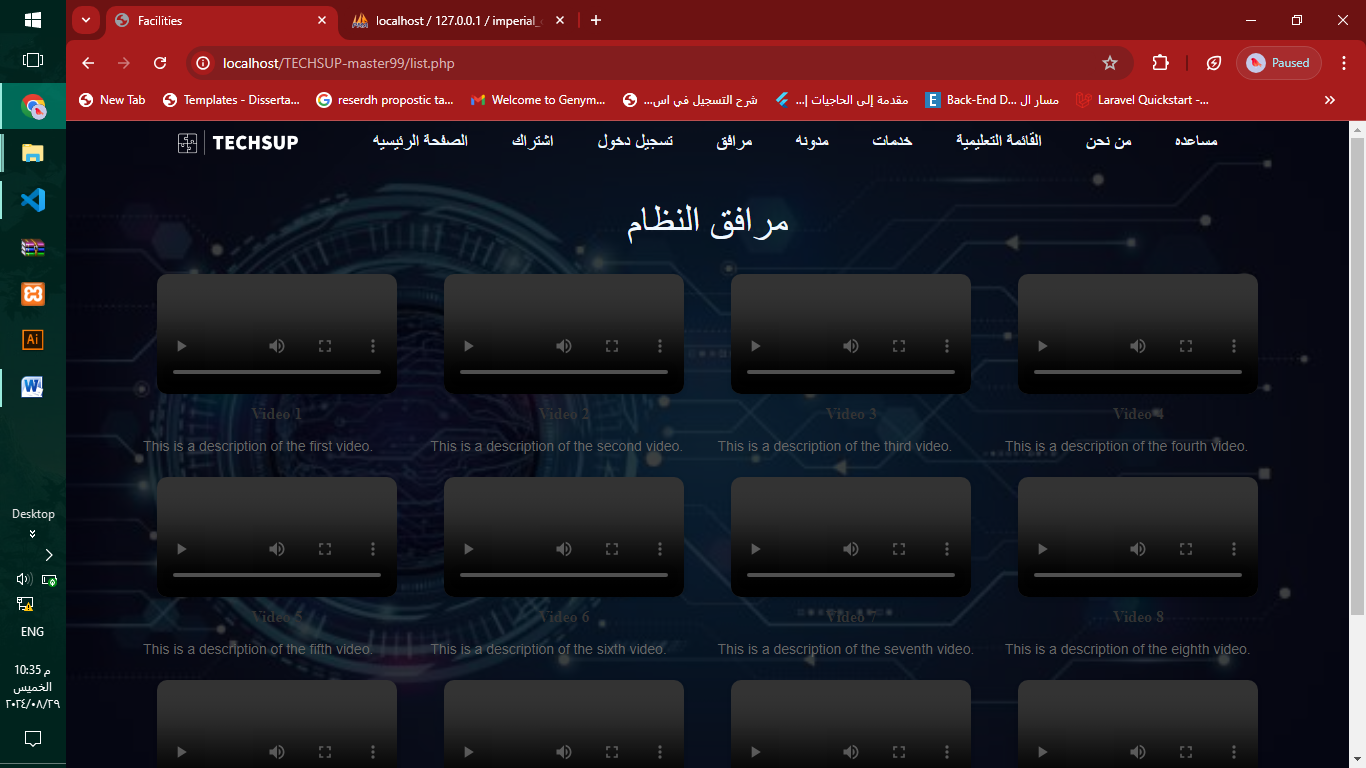 Facilities
localhost / 127.0.0.1 / imperial_
localhost/TECHSUP-master99/list.php
Paused
New Tab
Templates - Disserta...
reserdh propostic ta...
Welcome to Genym...
شرح التسجيل في اس...
مقدمة إلى الحاجيات |...
Back-End D... مسار ال
Laravel Quickstart -...
TECHSUP
الصفحة الرئيسيه
اشتراك
تسجيل دخول
مرافق
مدونه
خدمات
القائمة التعليمية
من نحن
مساعده
مرافق النظام
Video 1
Video 2
Video 3
Video 4
This is a description of the first video.
This is a description of the second video.
This is a description of the third video.
This is a description of the fourth video.
Video 5
Video 6
Video 7
Video 8
This is a description of the fifth video.
This is a description of the sixth video.
This is a description of the seventh video.
This is a description of the eighth video.
Ai
W
Desktop
ENG
10:35 م
الخميس
٢٠٢٤/٠٨/٢٩